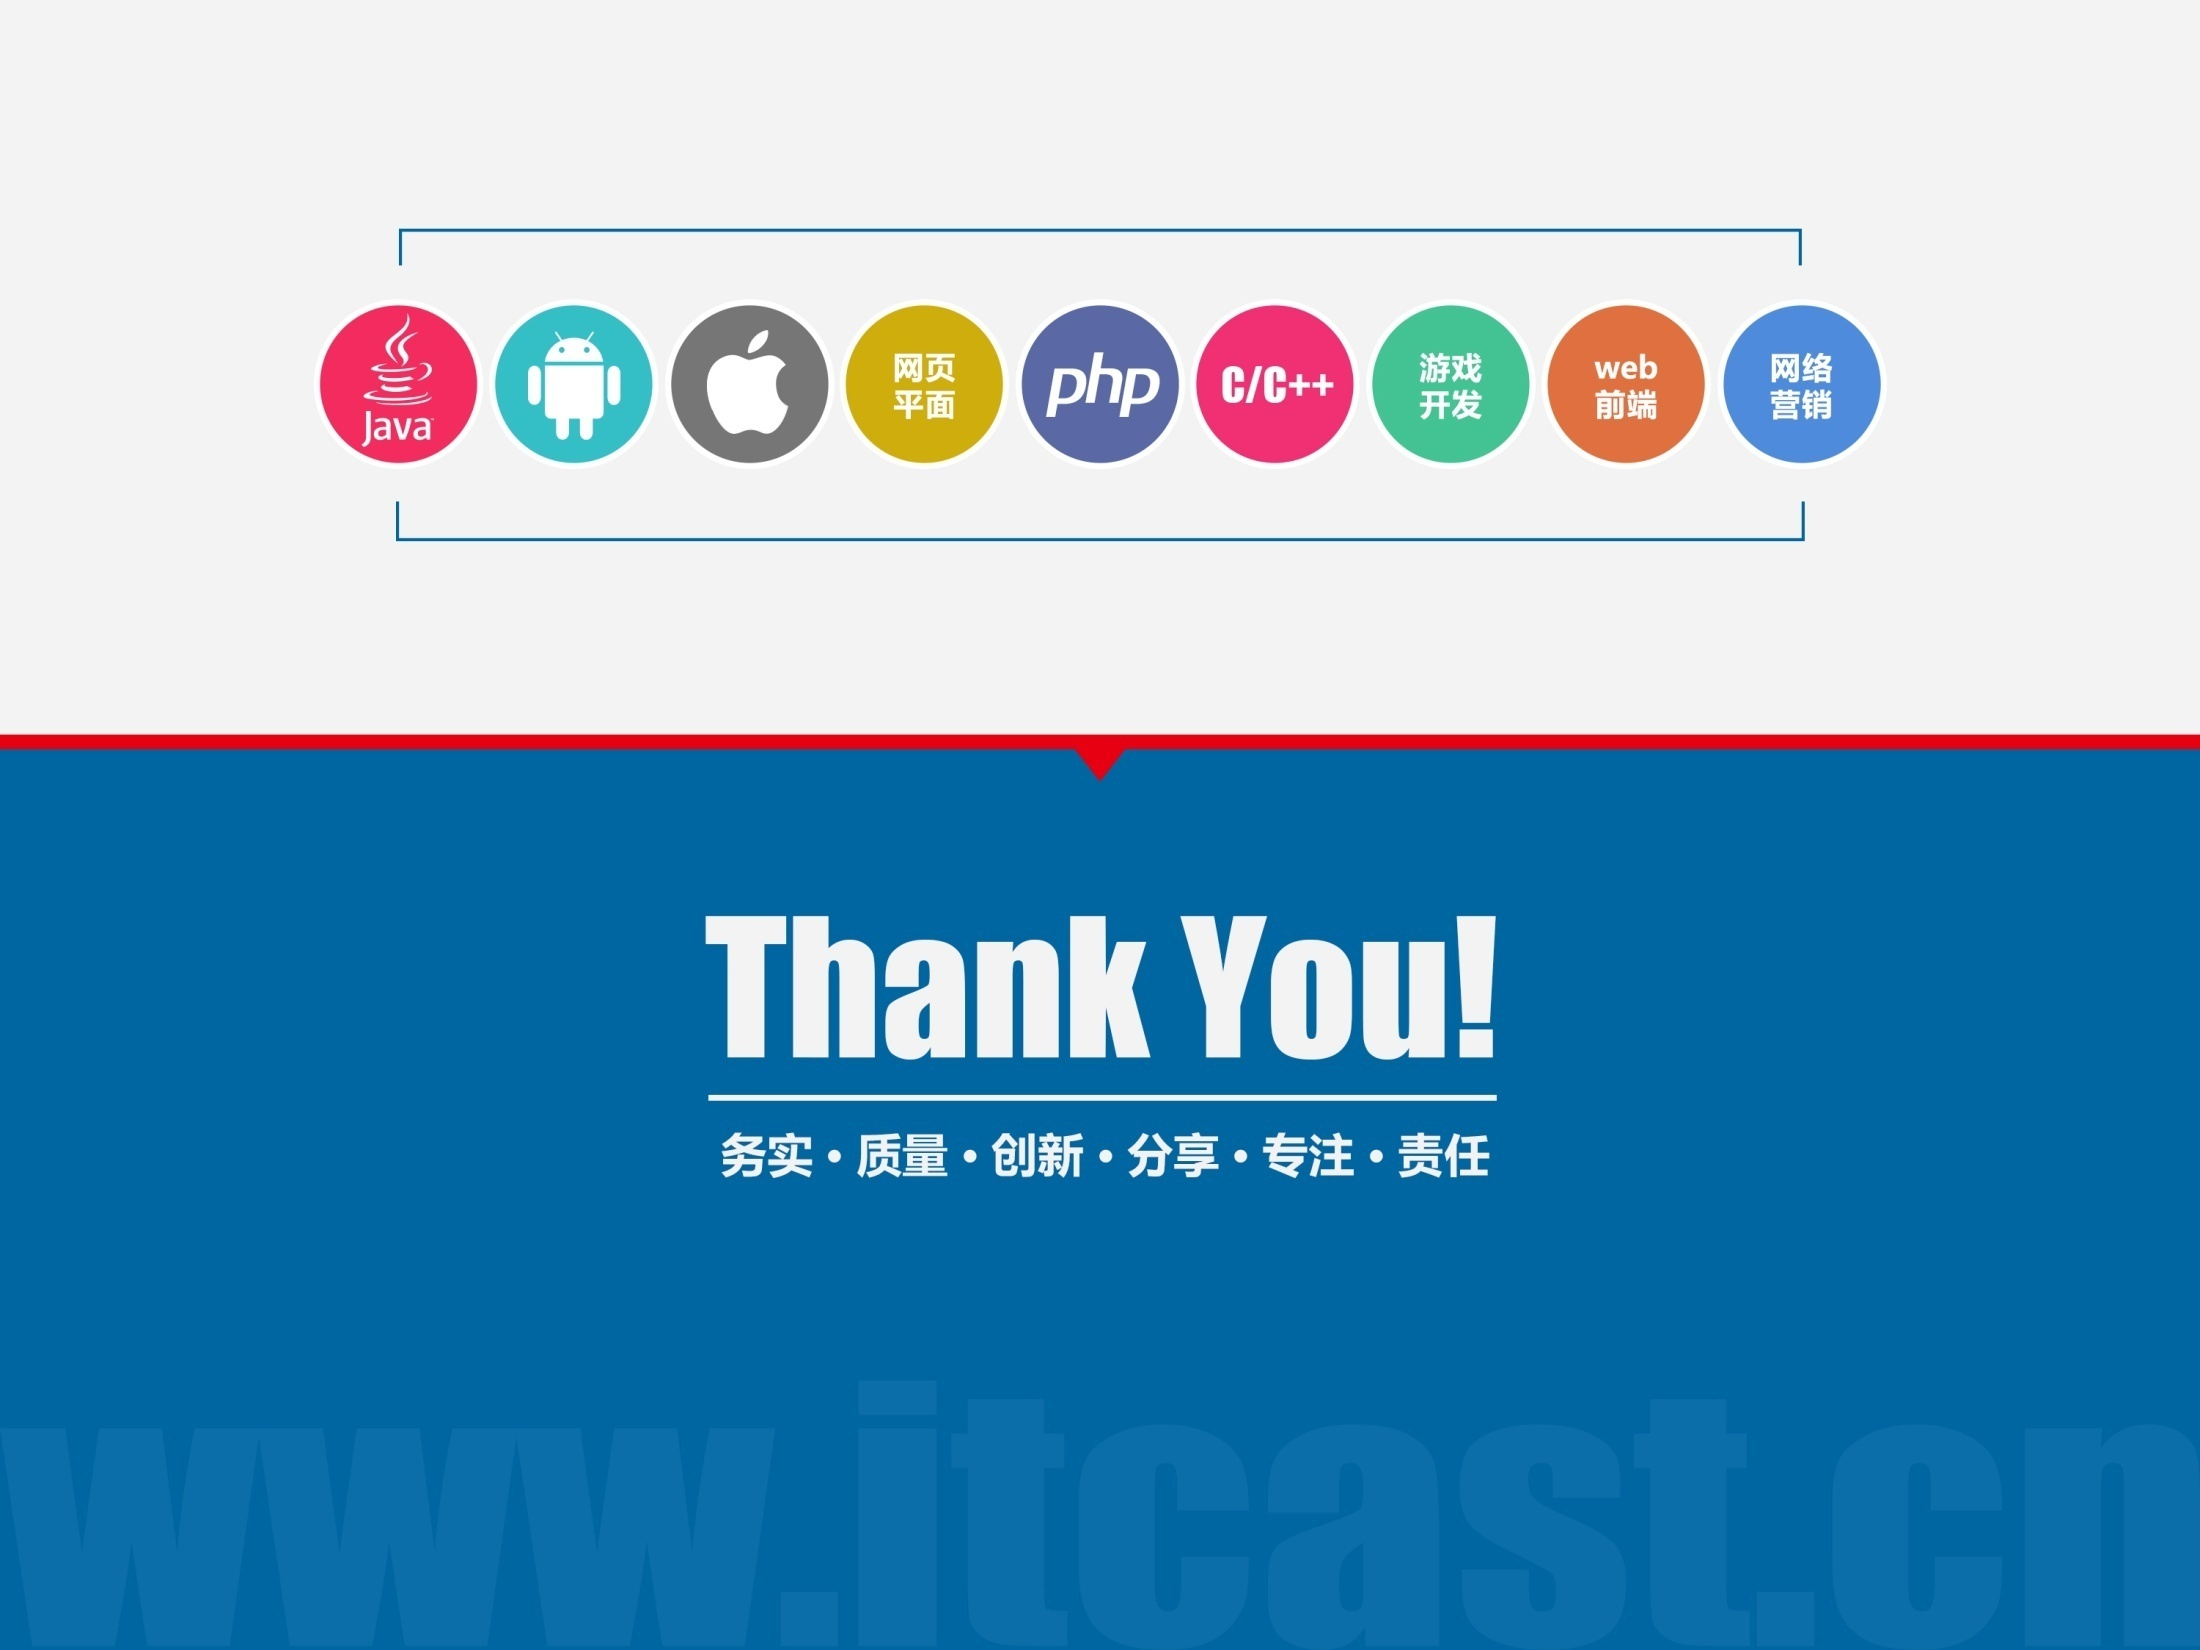 Java
网页
平面
php
C/C++
游戏
开发
web
前端
网络
营销
Thank You!
务实·质量·创新·分享·专注·责任
www.itcast.cn